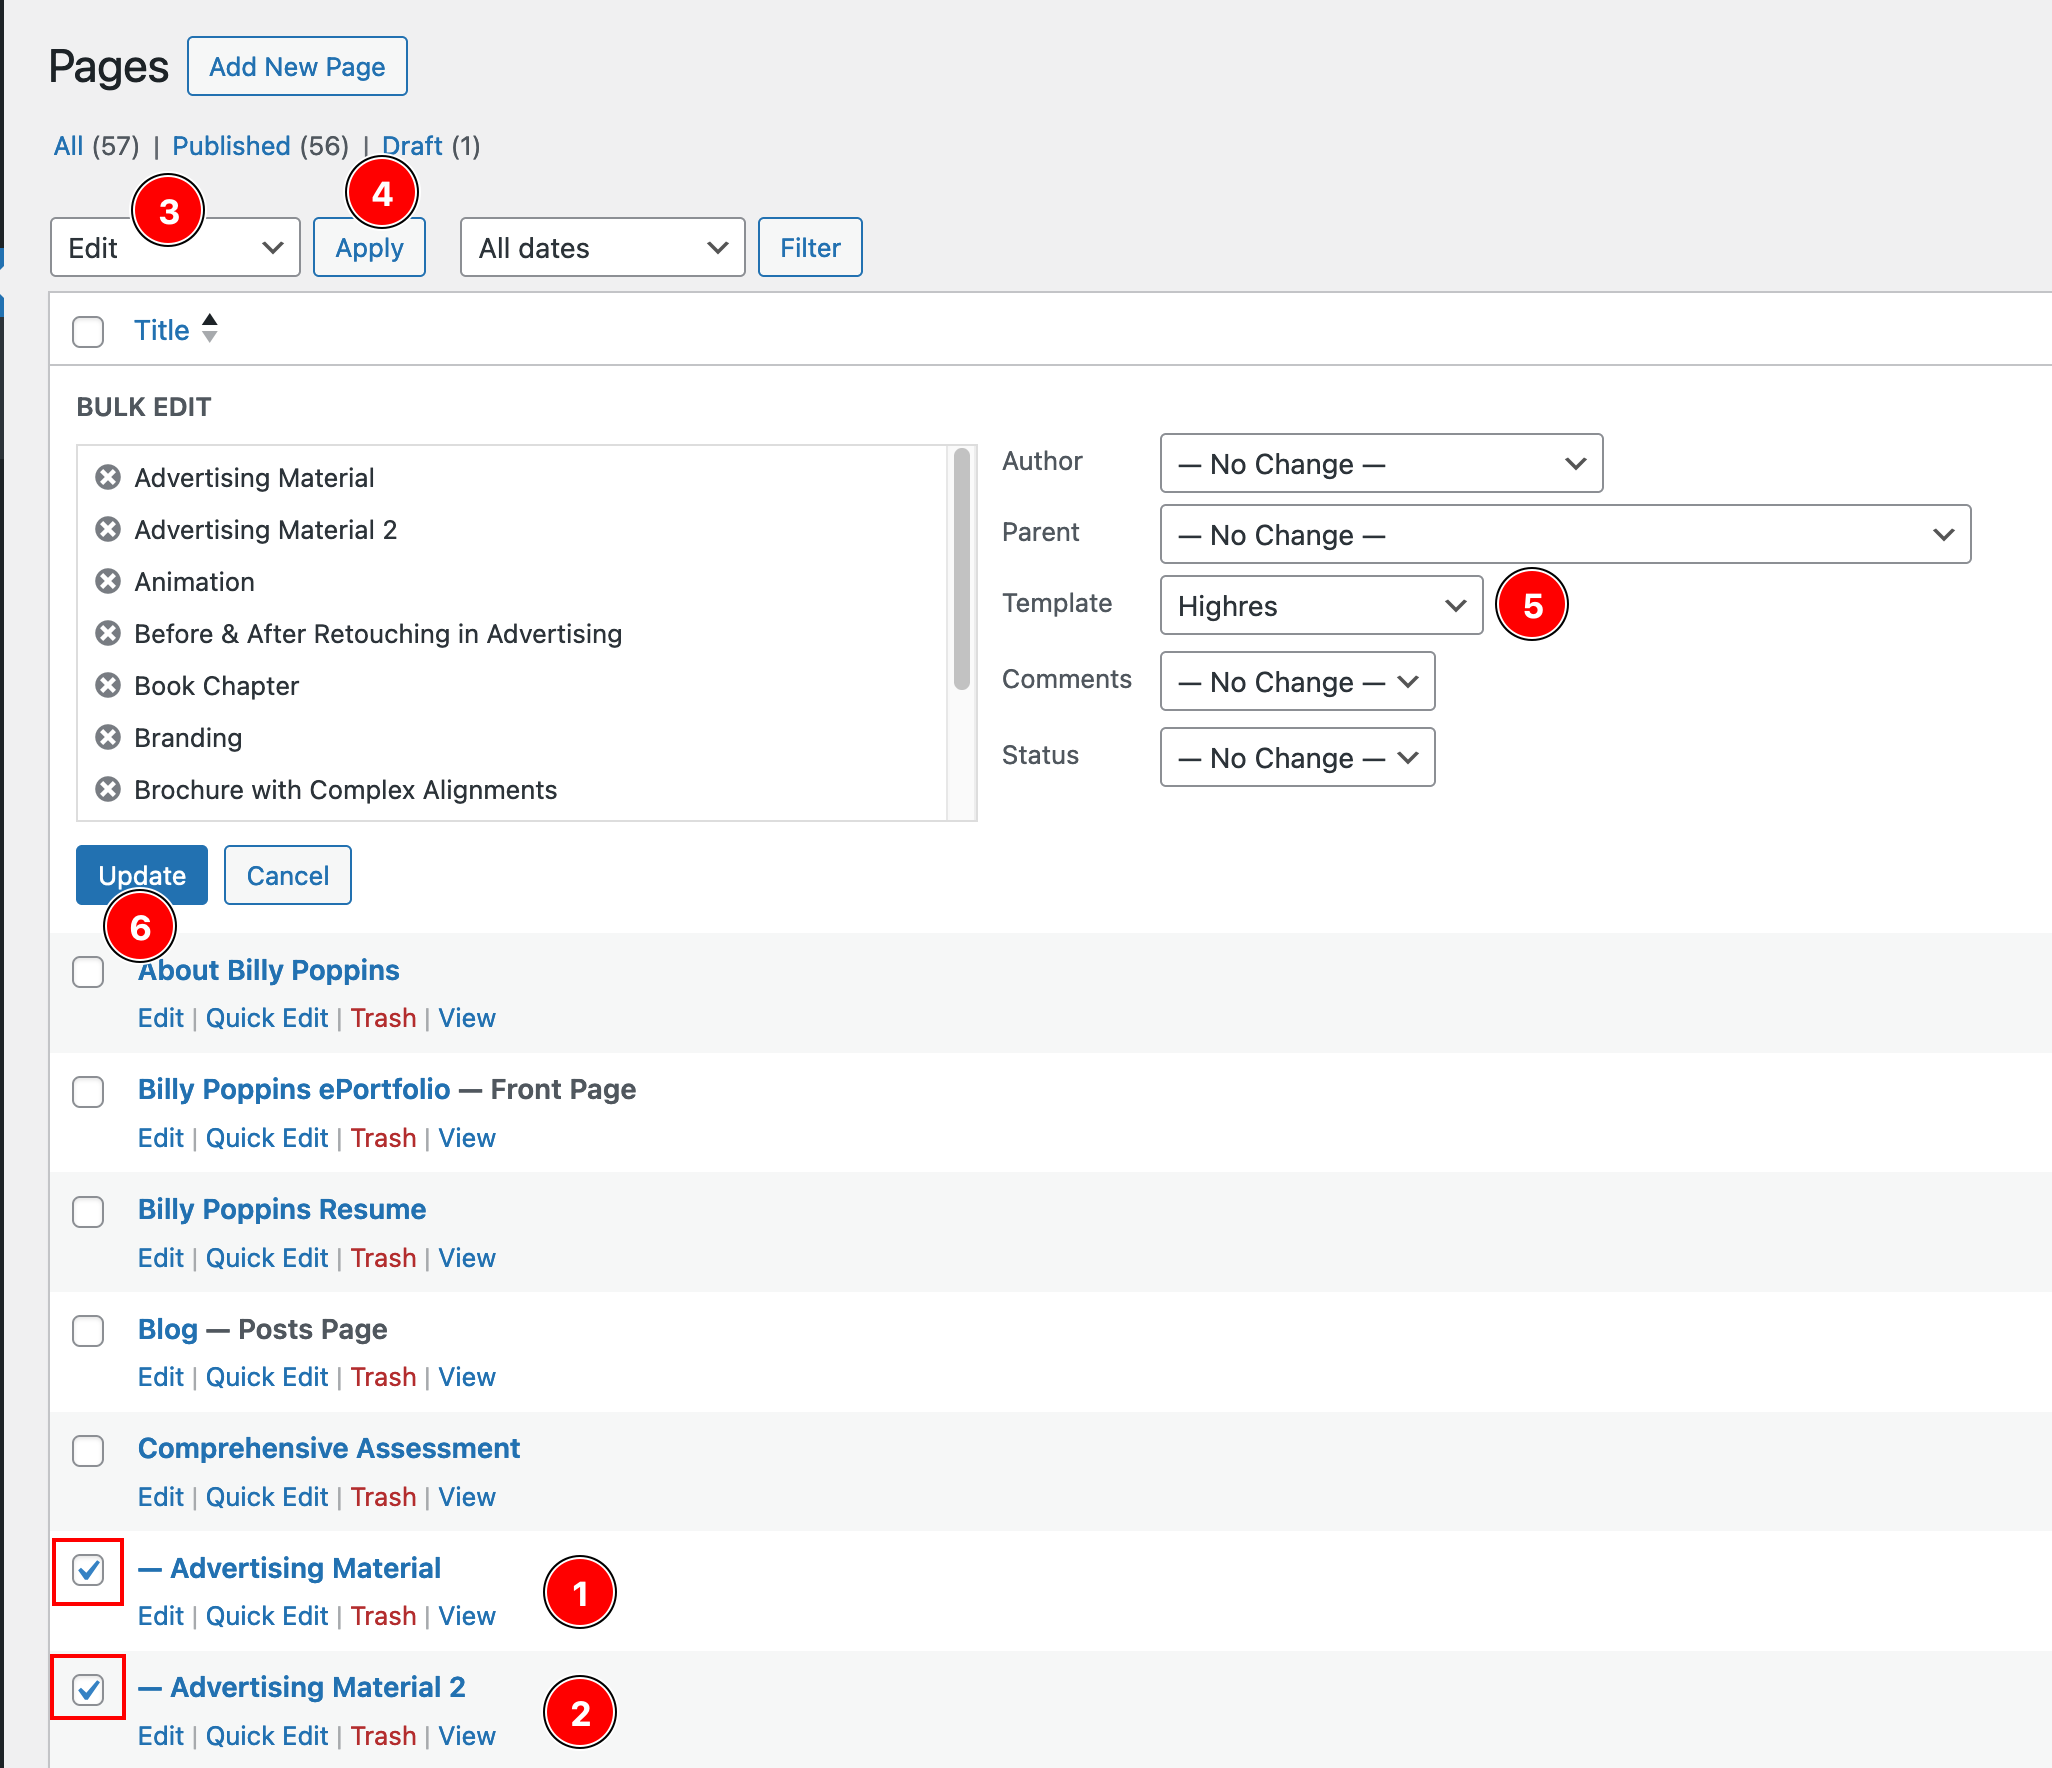 Pages Add New Page
All (57) | Published (56) | Draft (1)
3 4
Edit Apply All dates Filter
Title
BULK EDIT
Advertising Material
Advertising Material 2
Animation
Before & After Retouching in Advertising
Book Chapter
Branding
Brochure with Complex Alignments
Author — No Change —
Parent — No Change —
Template Highres 5
Comments — No Change —
Status — No Change —
Update Cancel
6
About Billy Poppins
Edit | Quick Edit | Trash | View
Billy Poppins ePortfolio — Front Page
Edit | Quick Edit | Trash | View
Billy Poppins Resume
Edit | Quick Edit | Trash | View
Blog — Posts Page
Edit | Quick Edit | Trash | View
Comprehensive Assessment
Edit | Quick Edit | Trash | View
— Advertising Material 1
Edit | Quick Edit | Trash | View
— Advertising Material 2 2
Edit | Quick Edit | Trash | View